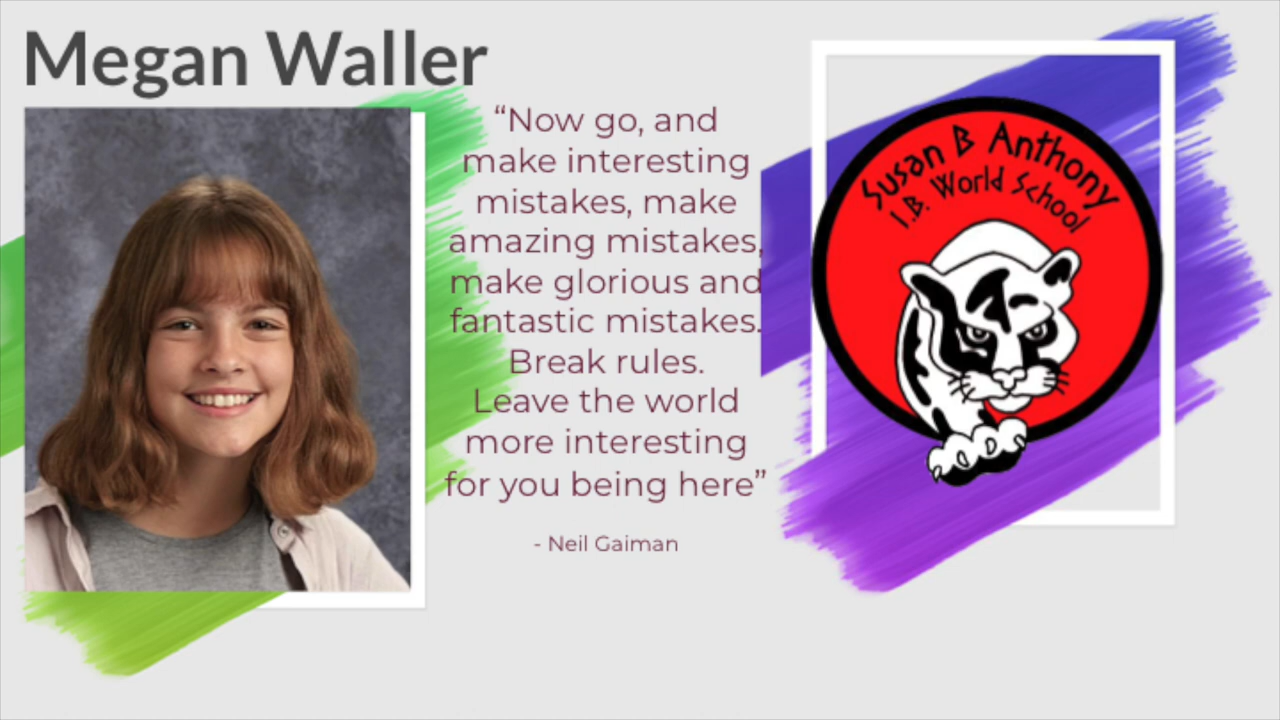 Megan Waller
“Now go, and
make interesting
mistakes, make
amazing mistakes,
make glorious and
fantastic mistakes.
Break rules.
Leave the world
more interesting
for you being here”
- Neil Gaiman
Susan B Anthony
I.B. World School